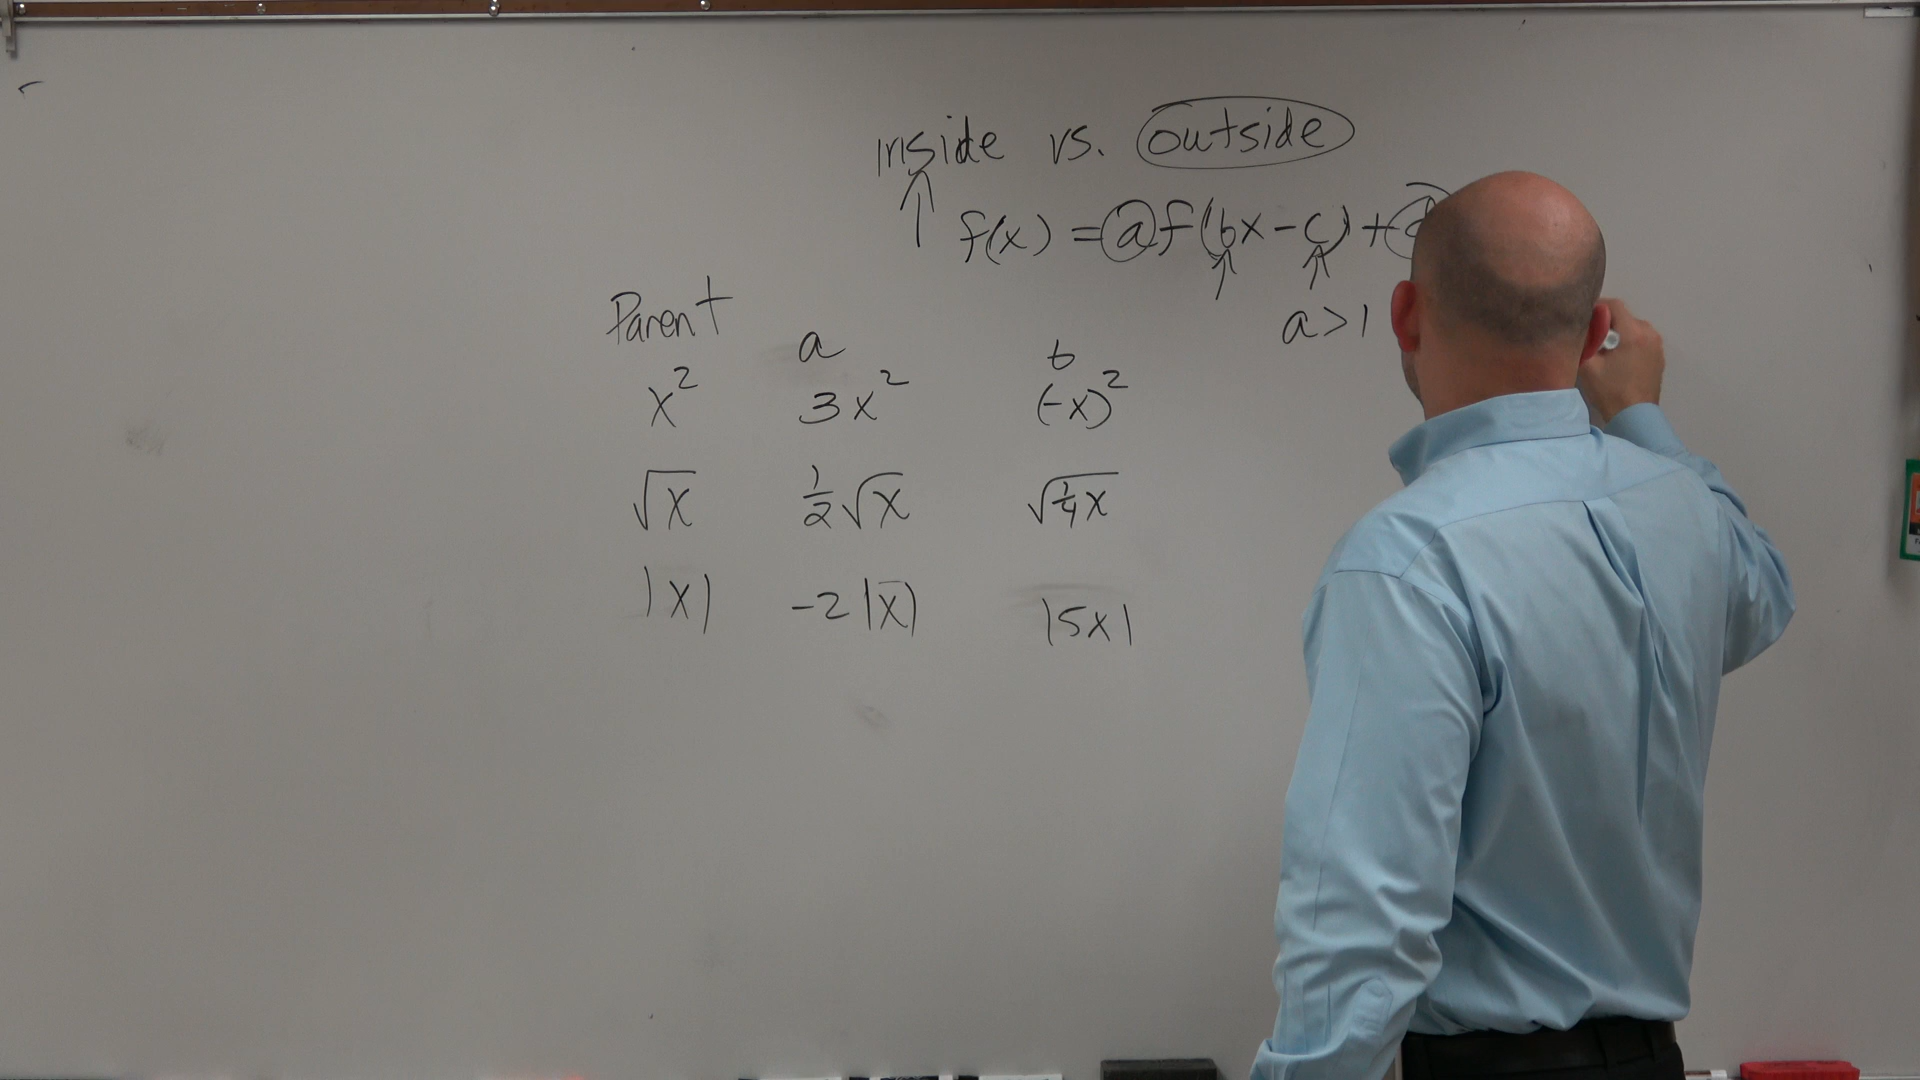 inside vs. outside
f(x) = a f(bx - c) + d
a > 1
Parent a b
x² 3x² (-x)²
√x ½√x √¼x
|x| -2|x| |5x|